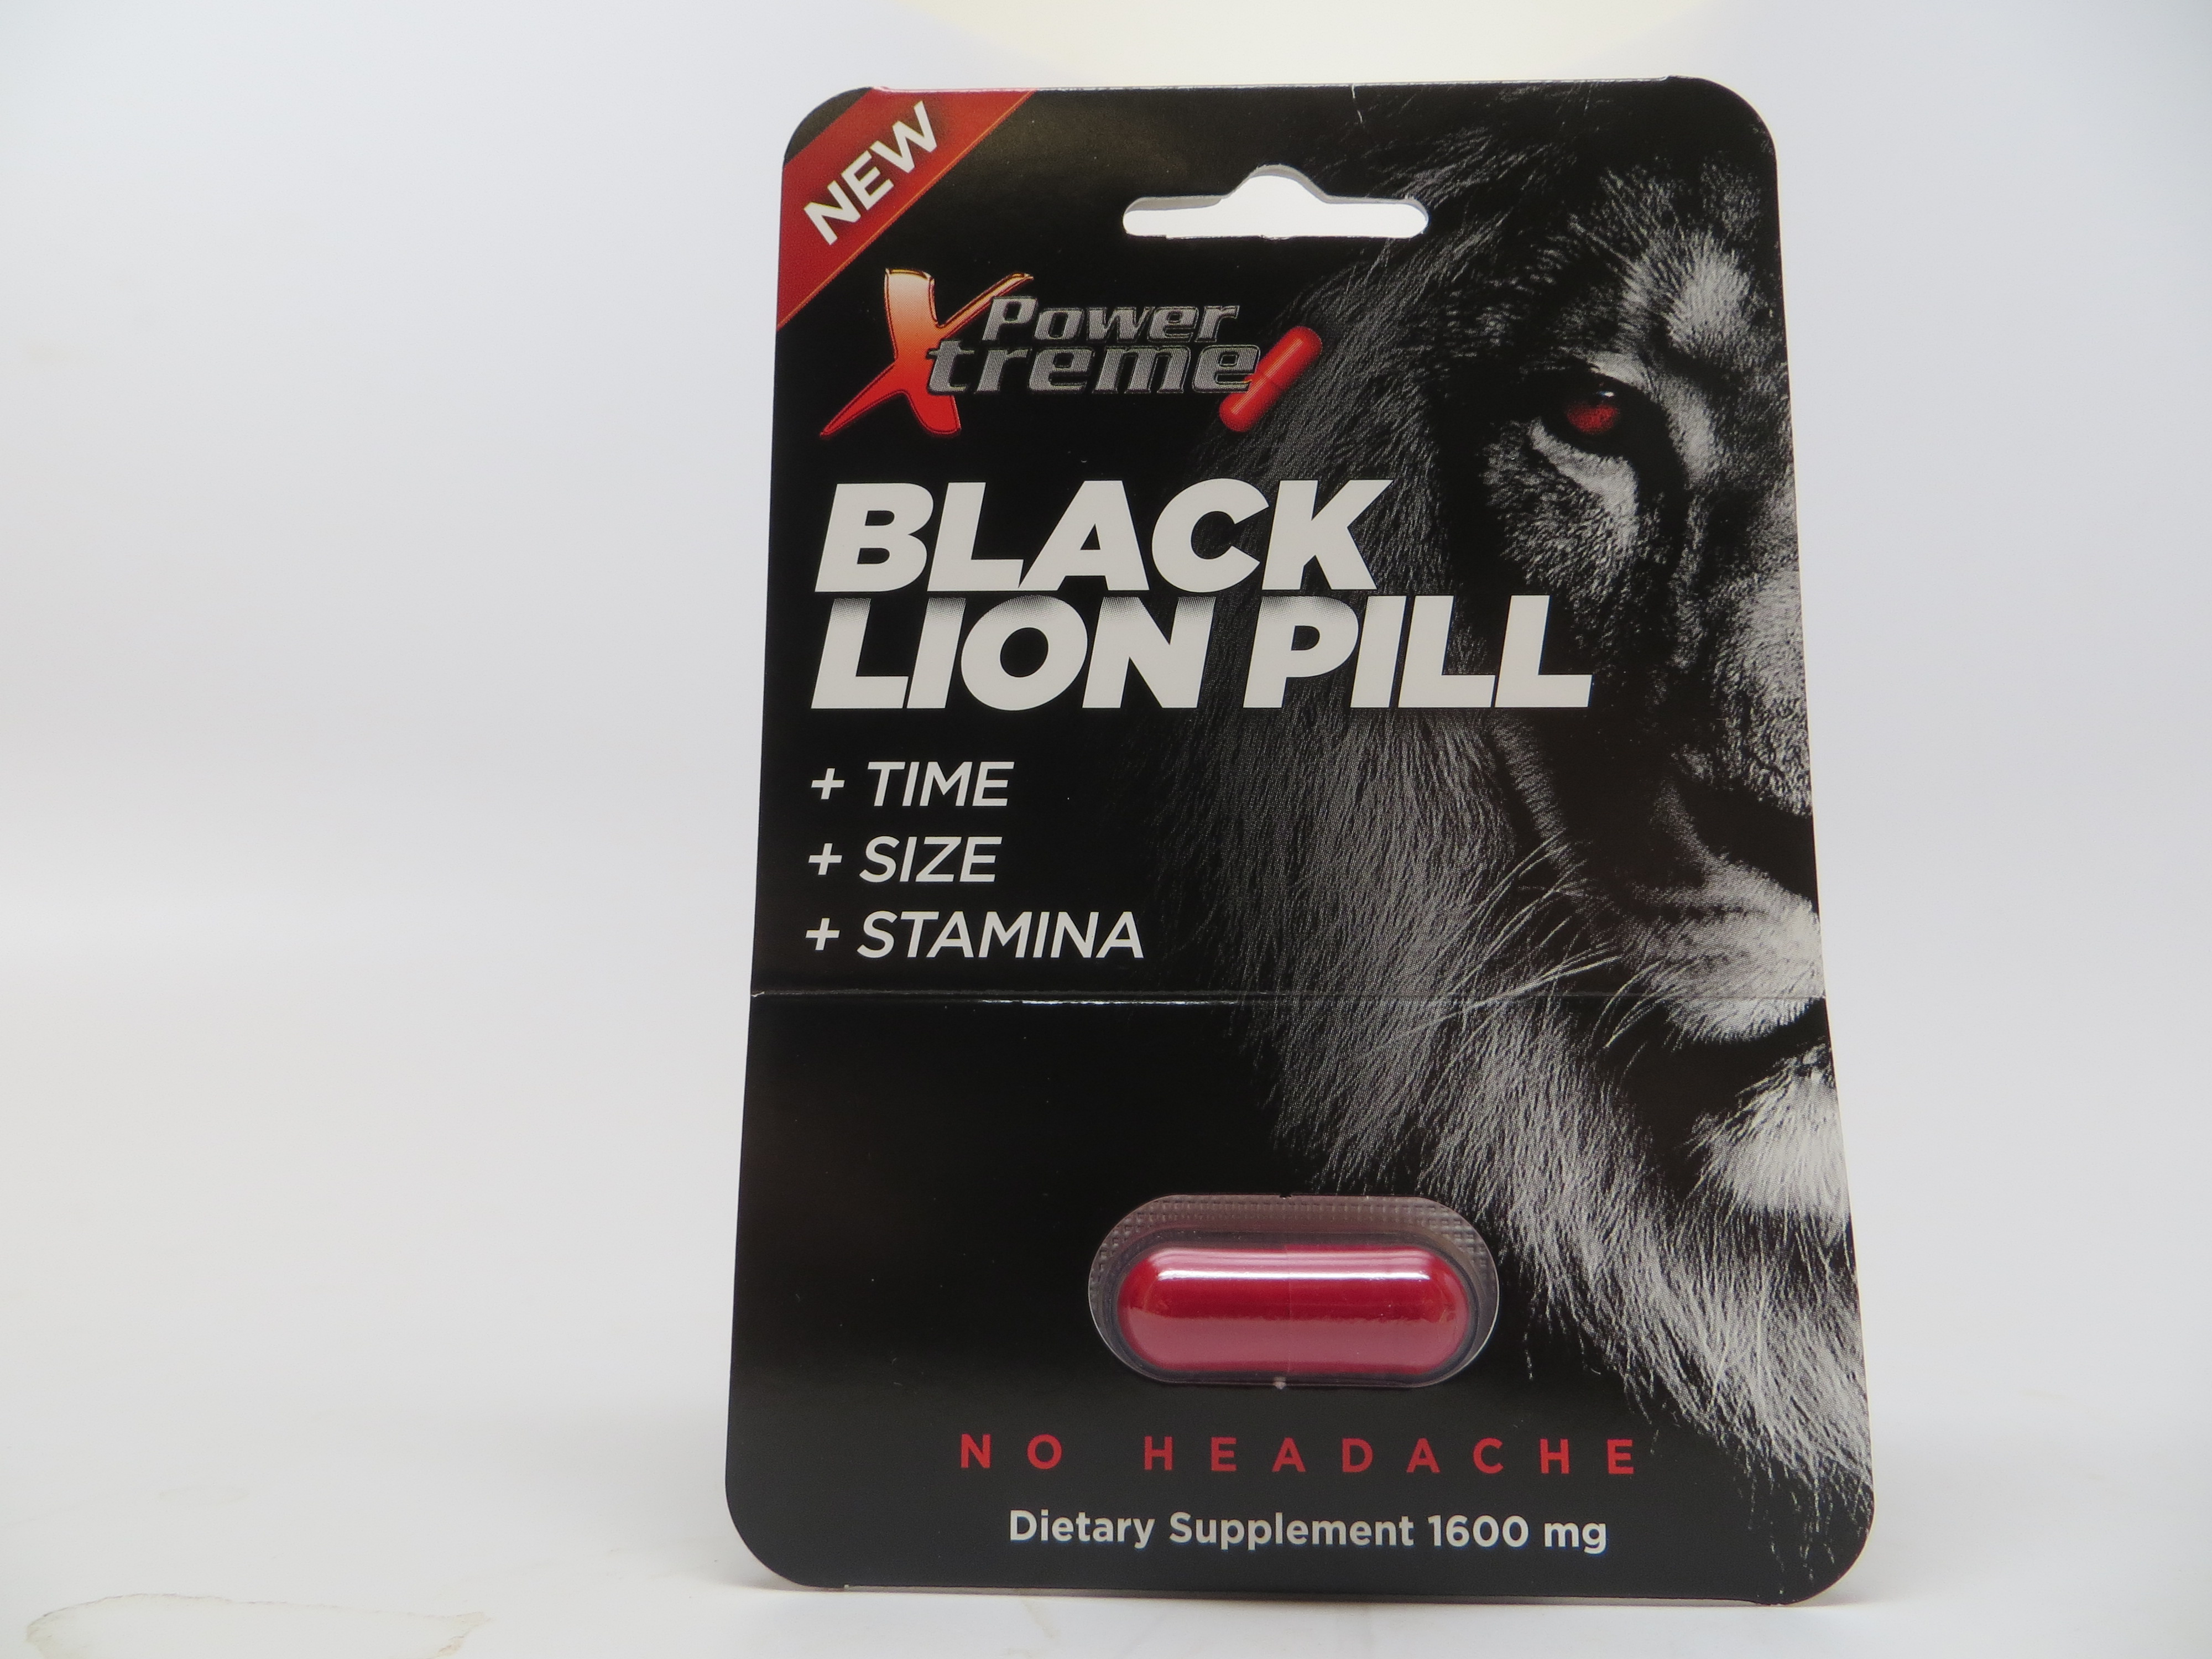 NEW
Power
Xtreme
BLACK
LION PILL
+ TIME
+ SIZE
+ STAMINA
NO HEADACHE
Dietary Supplement 1600 mg